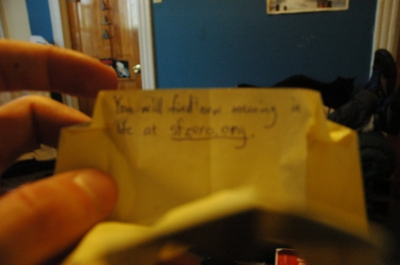 You will find new meaning in
life at